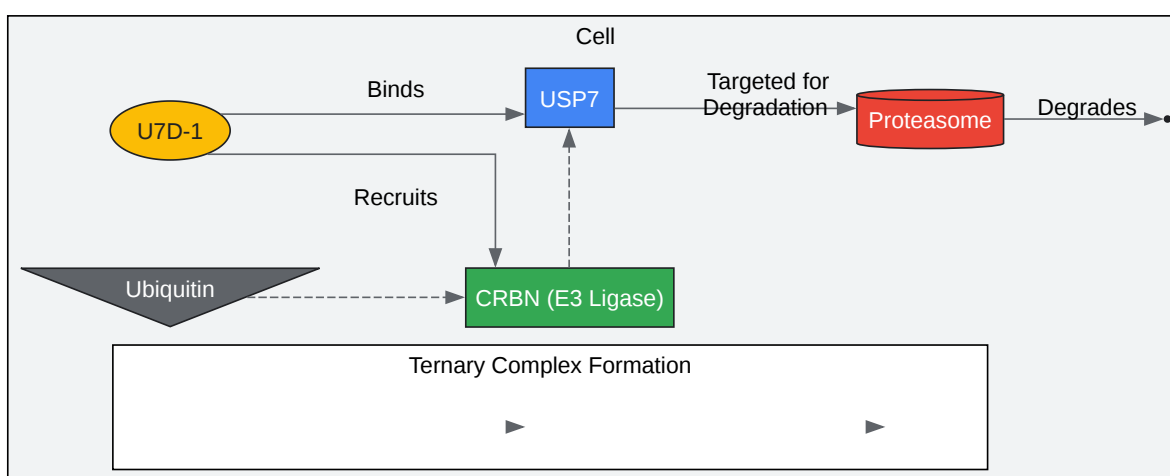 Cell
Binds
USP7
Targeted for
Degradation
Proteasome
Degrades
U7D-1
Recruits
Ubiquitin
CRBN (E3 Ligase)
Ternary Complex Formation